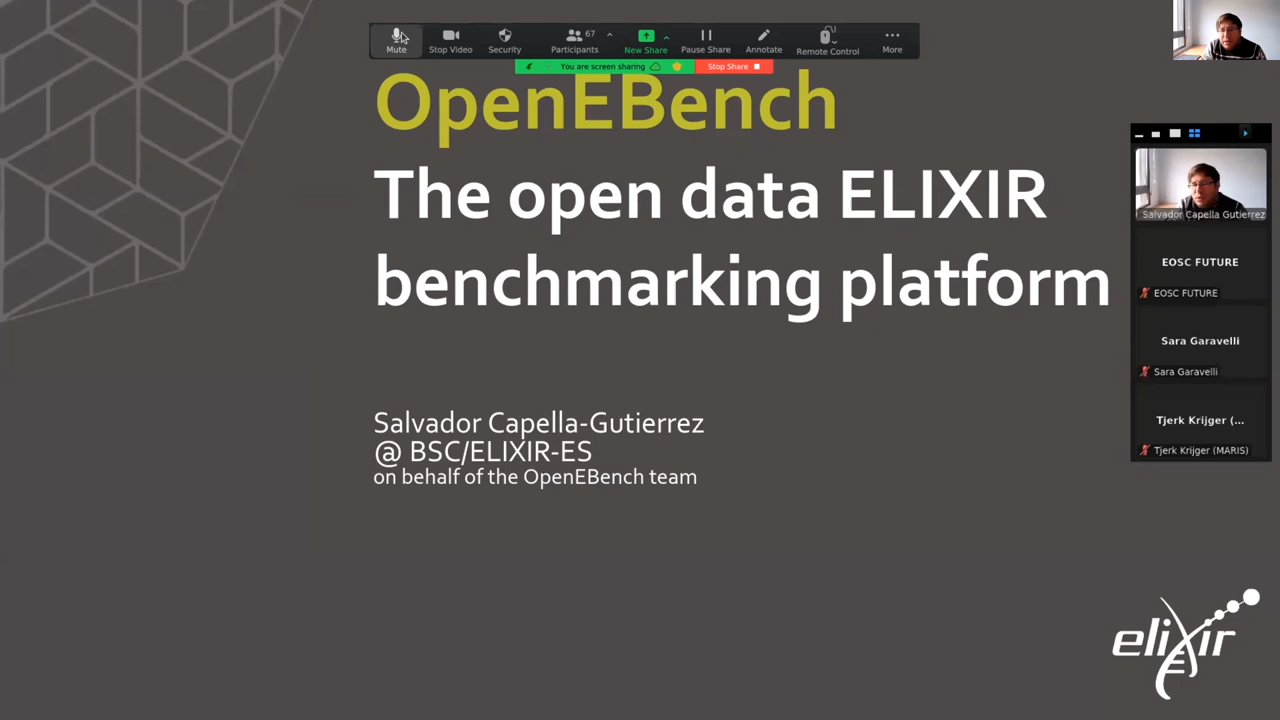 Mute
Stop Video
Security
Participants
67
New Share
Pause Share
Annotate
Remote Control
More
You are screen sharing
Stop Share
OpenEBench
The open data ELIXIR
benchmarking platform
Salvador Capella-Gutierrez
@ BSC/ELIXIR-ES
on behalf of the OpenEBench team
Salvador Capella Gutierrez
EOSC FUTURE
EOSC FUTURE
Sara Garavelli
Sara Garavelli
Tjerk Krijger (...
Tjerk Krijger (MARIS)
elixir